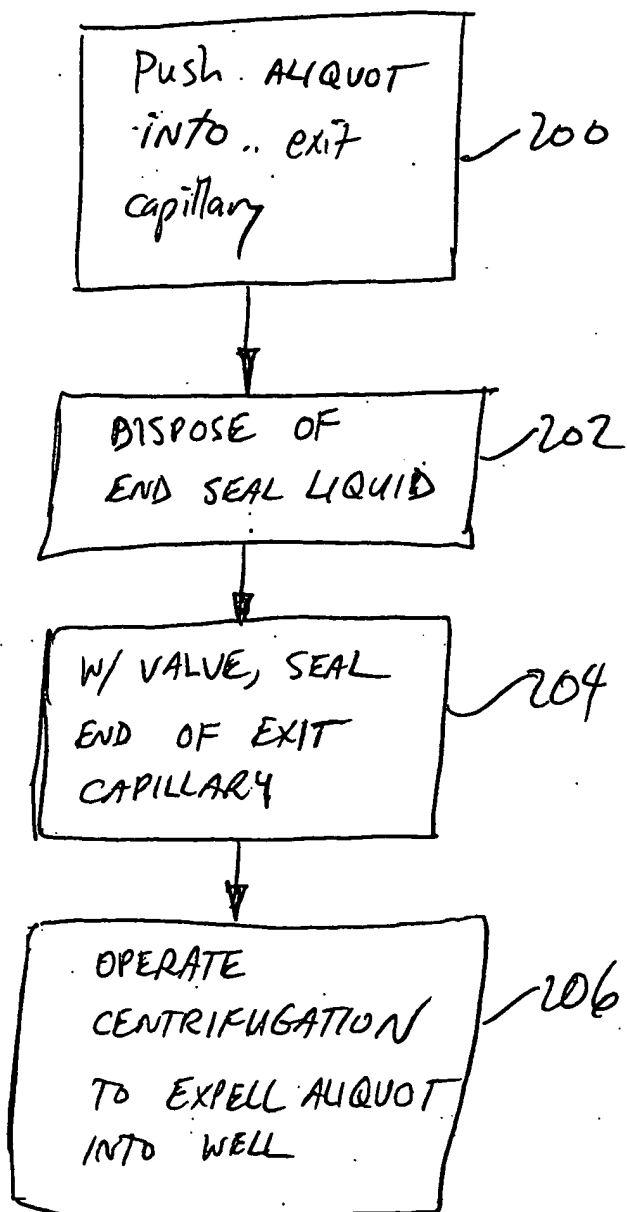 Push ALIQUOT
into.. exit
capillary
200
DISPOSE OF
END SEAL LIQUID
202
W/ VALUE, SEAL
END OF EXIT
CAPILLARY
204
OPERATE
CENTRIFUGATION
TO EXPELL ALIQUOT
INTO WELL
206